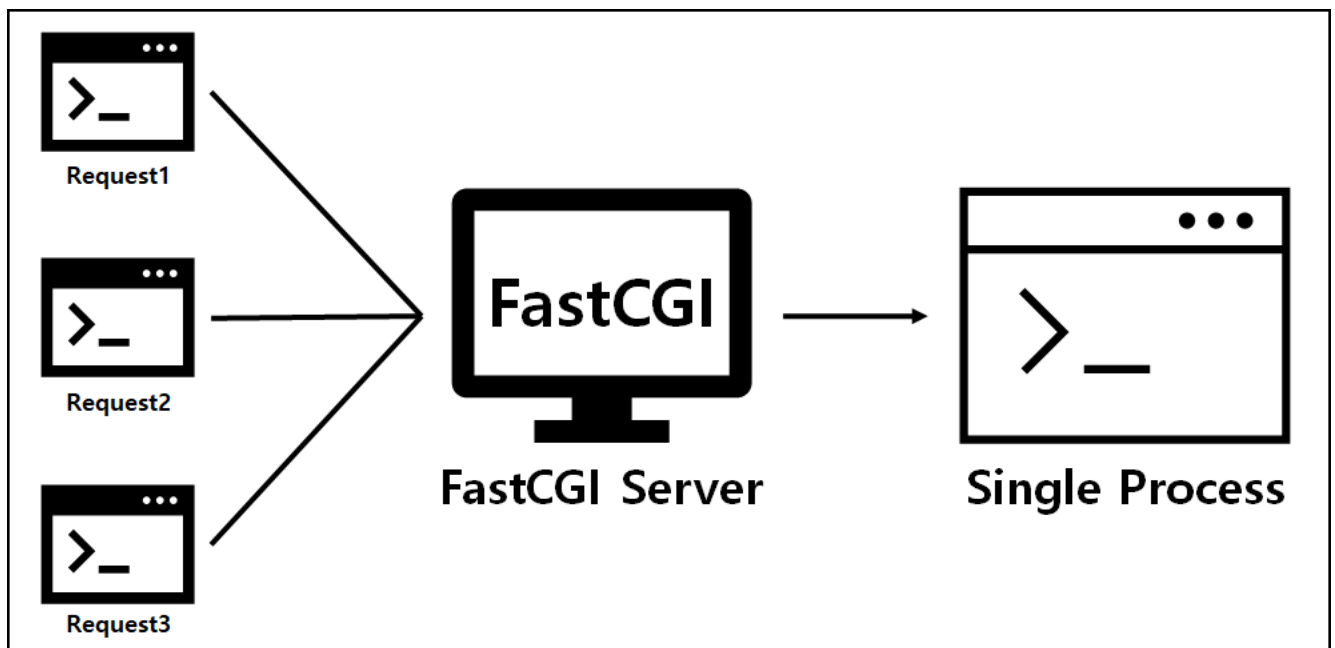 Request1
Request2
Request3
FastCGI
FastCGI Server
Single Process